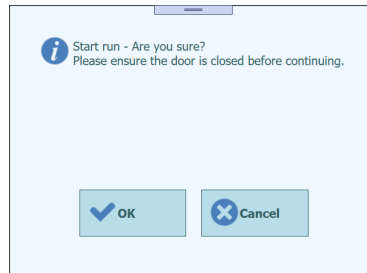 Start run - Are you sure?
Please ensure the door is closed before continuing.
OK
Cancel